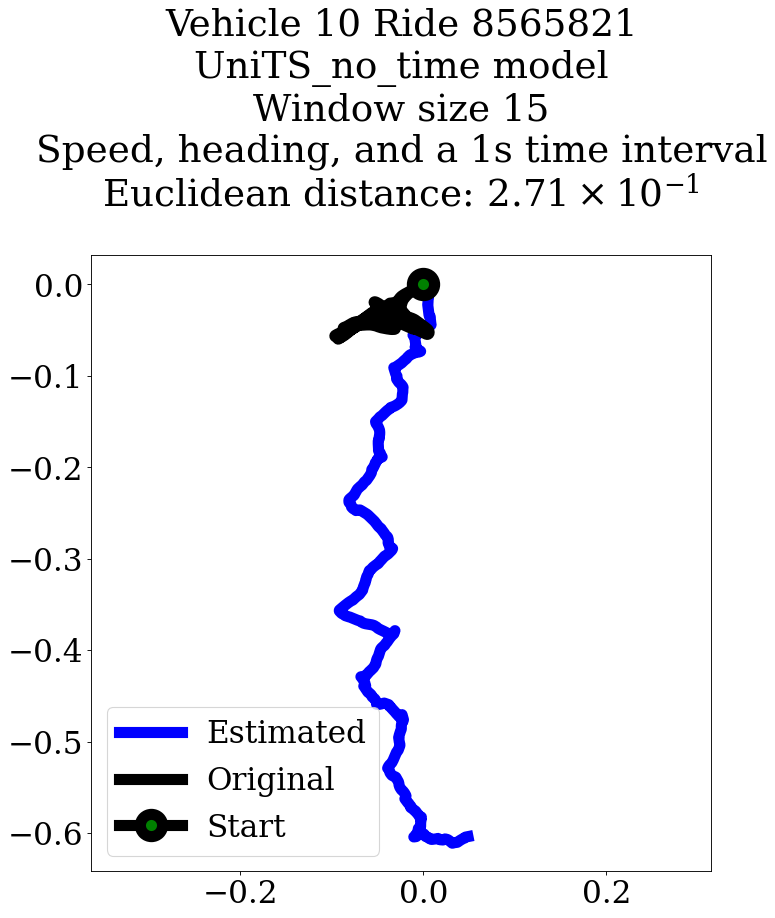 Vehicle 10 Ride 8565821
UniTS_no_time model
Window size 15
Speed, heading, and a 1s time interval
Euclidean distance: 2.71 × 10⁻¹
0.0
−0.1
−0.2
−0.3
−0.4
−0.5
−0.6
Estimated
Original
Start
−0.2
0.0
0.2